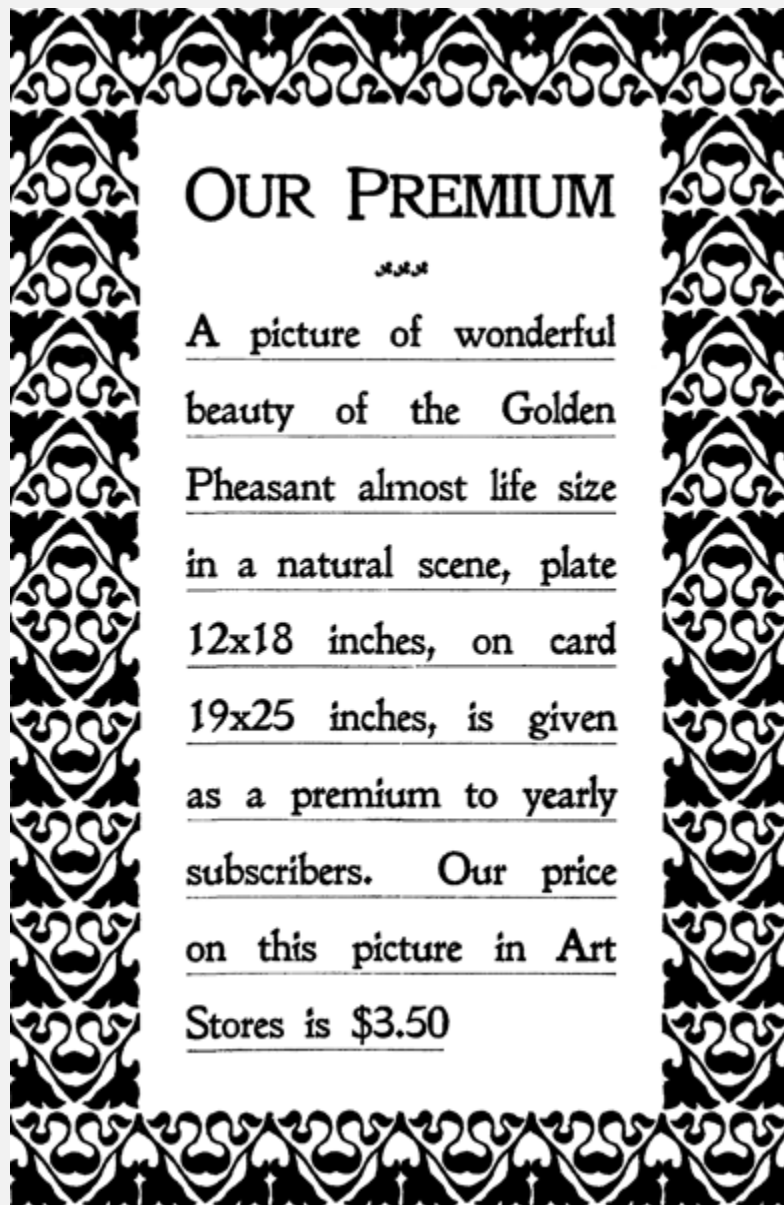 OUR PREMIUM
A picture of wonderful
beauty of the Golden
Pheasant almost life size
in a natural scene, plate
12x18 inches, on card
19x25 inches, is given
as a premium to yearly
subscribers. Our price
on this picture in Art
Stores is $3.50